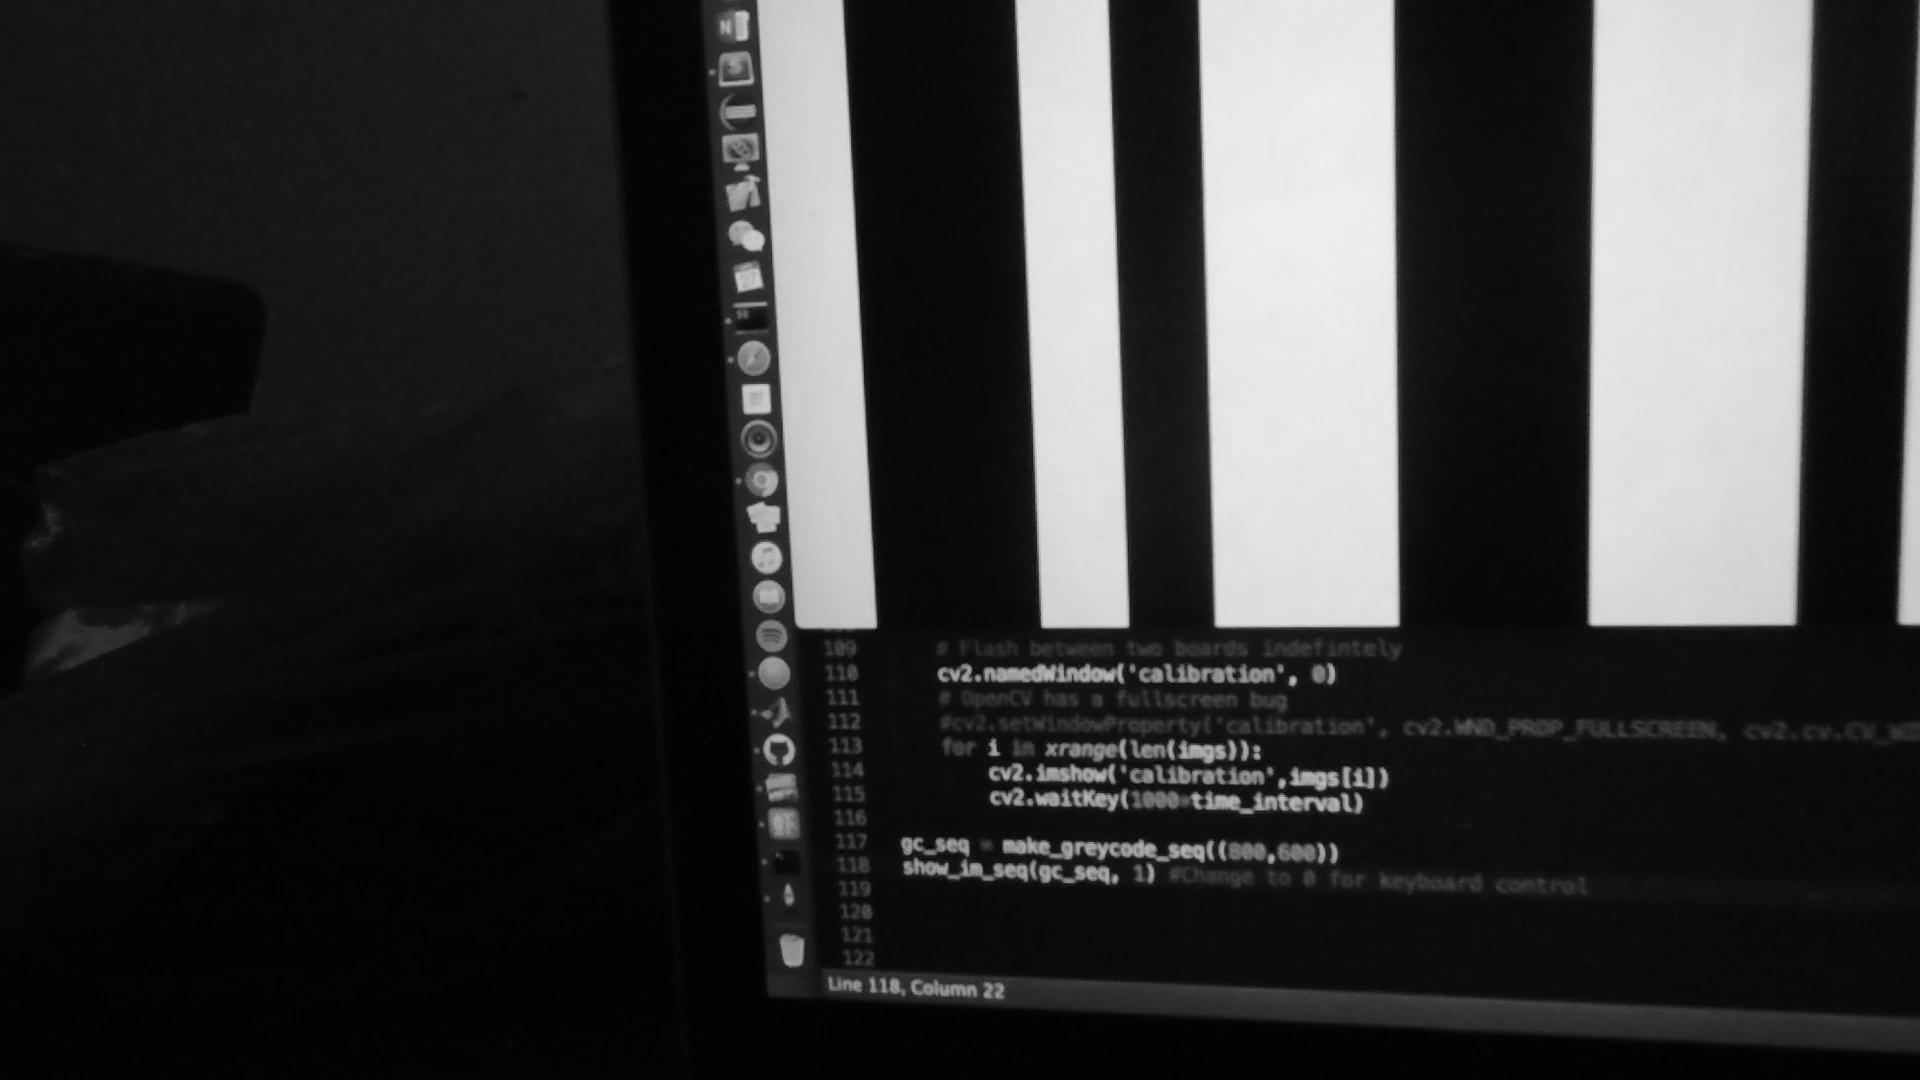 N
109 # Flash between two boards indefintely
110 cv2.namedWindow('calibration', 0)
111 # OpenCV has a fullscreen bug
112 #cv2.setWindowProperty('calibration', cv2.WND_PROP_FULLSCREEN, cv2.cv.CV_WI
113 for i in xrange(len(imgs)):
114 cv2.imshow('calibration',imgs[i])
115 cv2.waitKey(1000*time_interval)
116
117 gc_seq = make_greycode_seq((800,600))
118 show_im_seq(gc_seq, 1) #Change to 0 for keyboard control
119
120
121
122
Line 118, Column 22